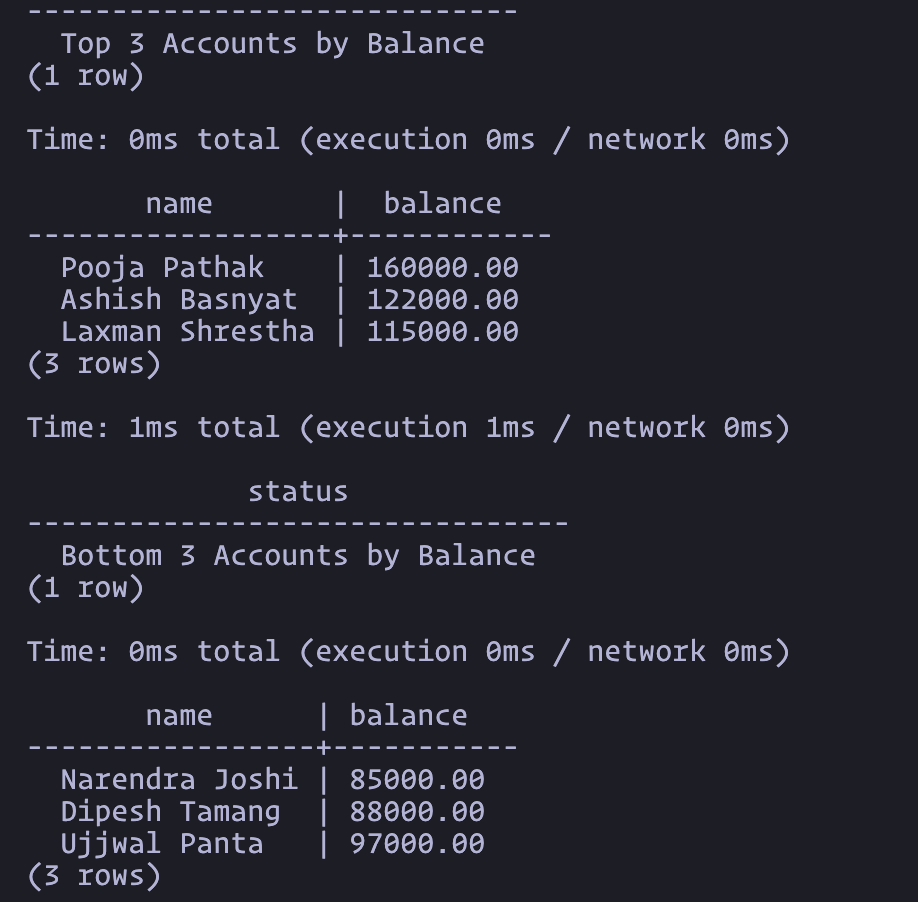 ------------------------------
  Top 3 Accounts by Balance
(1 row)

Time: 0ms total (execution 0ms / network 0ms)

       name       |  balance
------------------+------------
  Pooja Pathak    | 160000.00
  Ashish Basnyat  | 122000.00
  Laxman Shrestha | 115000.00
(3 rows)

Time: 1ms total (execution 1ms / network 0ms)

             status
--------------------------------
  Bottom 3 Accounts by Balance
(1 row)

Time: 0ms total (execution 0ms / network 0ms)

       name      | balance
-----------------+-----------
  Narendra Joshi | 85000.00
  Dipesh Tamang  | 88000.00
  Ujjwal Panta   | 97000.00
(3 rows)